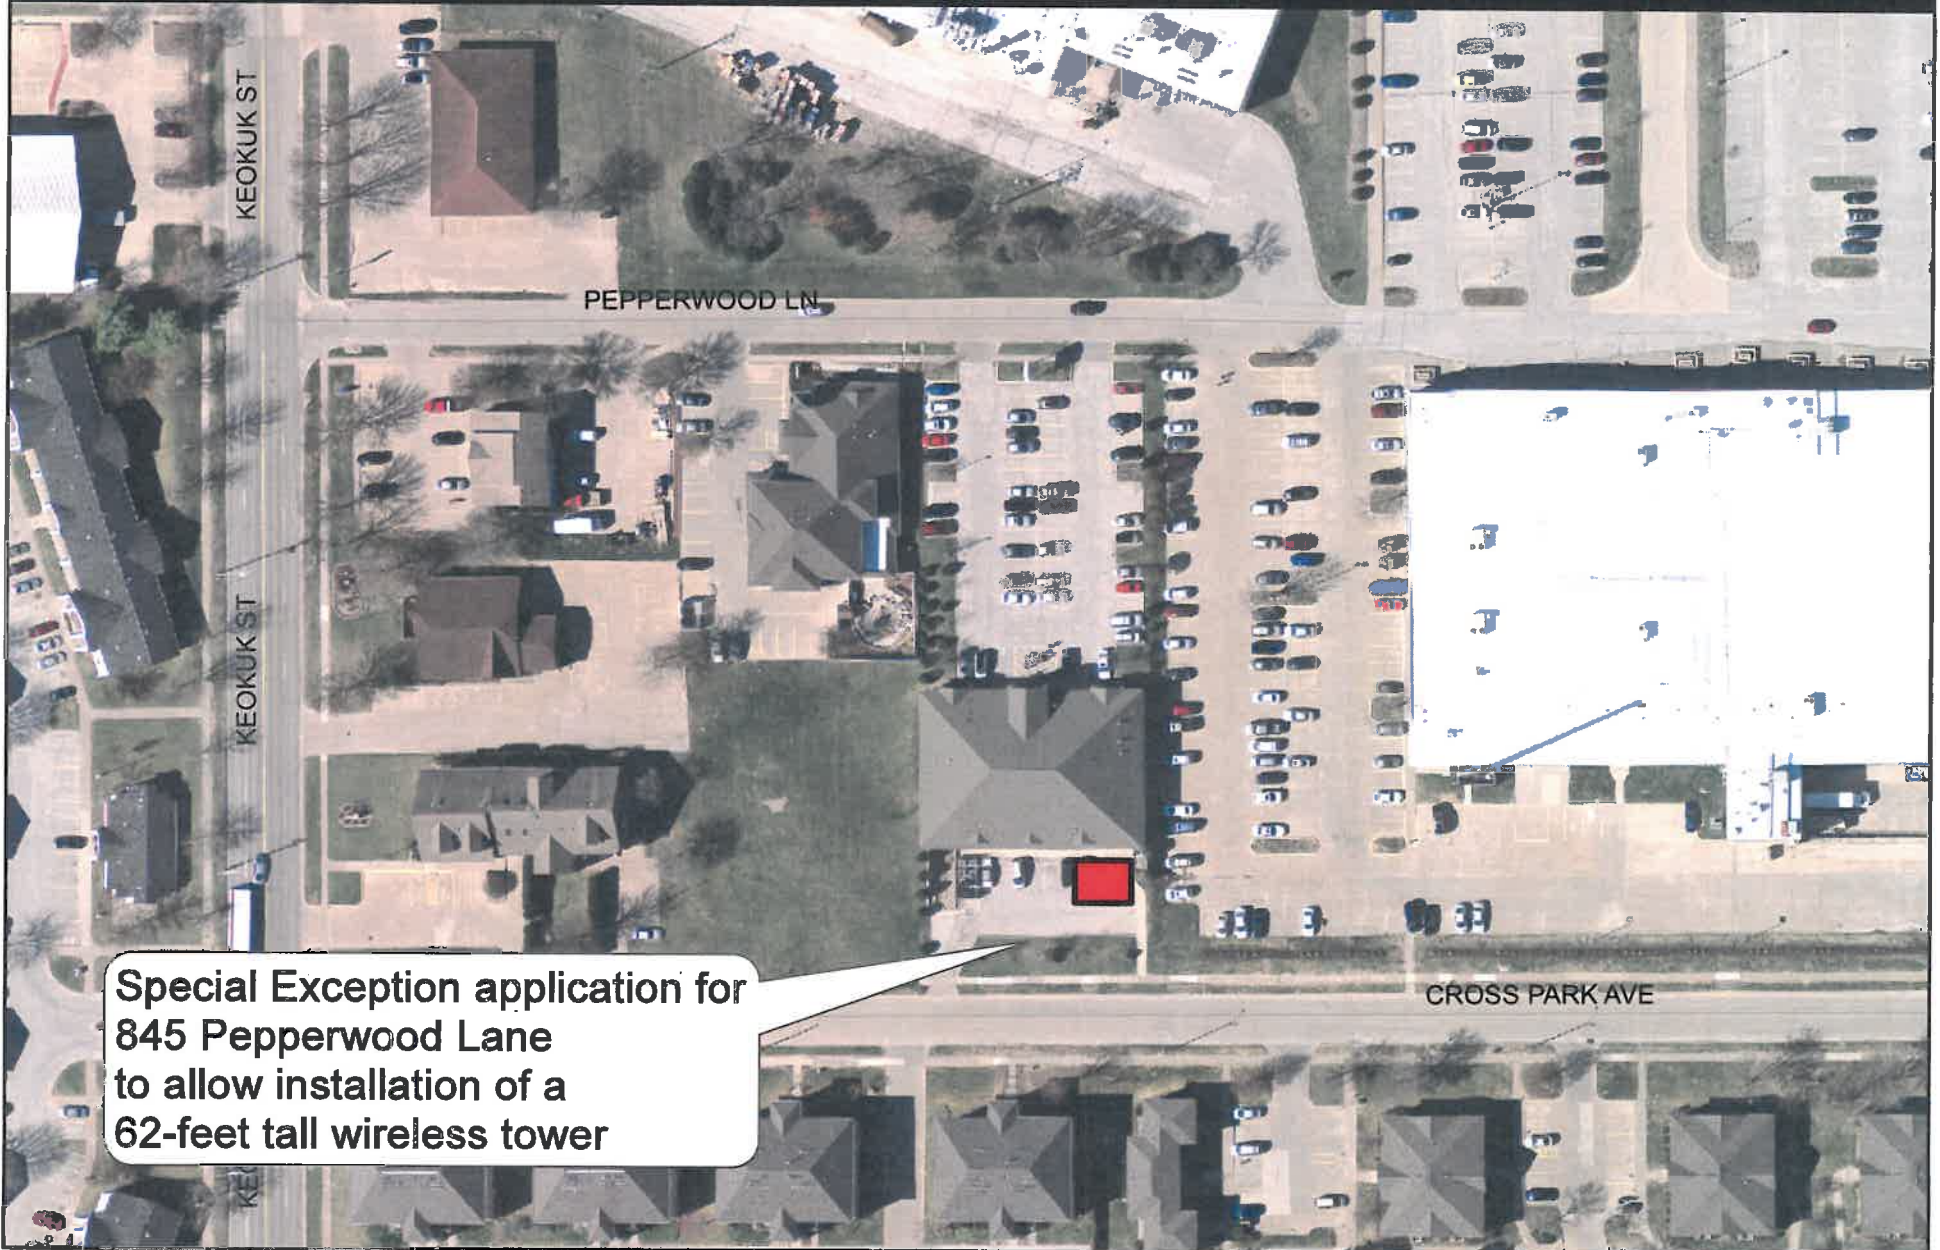 KEOKUK ST
PEPPERWOOD LN
KEOKUK ST
Special Exception application for
845 Pepperwood Lane
to allow installation of a
62-feet tall wireless tower
CROSS PARK AVE